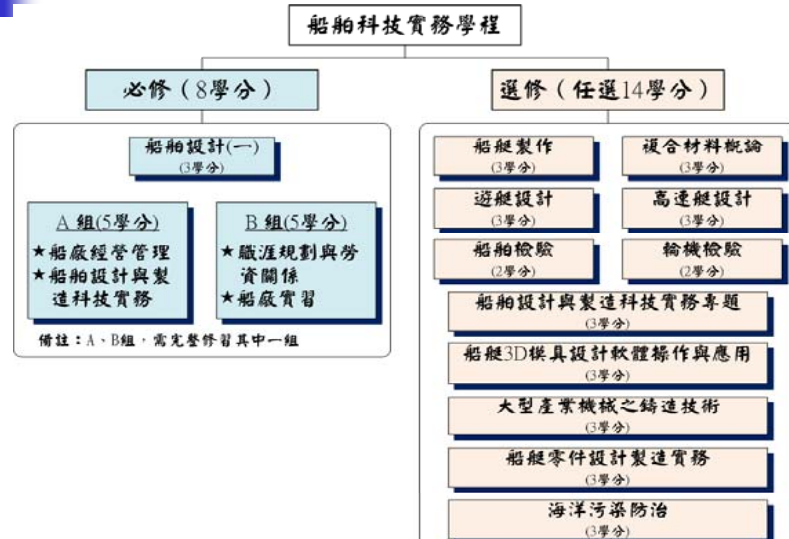 船舶科技實務學程
必修（8學分）
選修（任選14學分）
船舶設計(一)
(3學分)
A 組(5學分)
★船廠經營管理
★船舶設計與製
造科技實務
B 組(5學分)
★職涯規劃與勞
資關係
★船廠實習
備註：A、B組，需完整修習其中一組
船艇製作
(3學分)
複合材料概論
(3學分)
遊艇設計
(3學分)
高速艇設計
(3學分)
船舶檢驗
(2學分)
輪機檢驗
(2學分)
船舶設計與製造科技實務專題
(3學分)
船艇3D模具設計軟體操作與應用
(3學分)
大型產業機械之鑄造技術
(3學分)
船艇零件設計製造實務
(3學分)
海洋污染防治
(3學分)